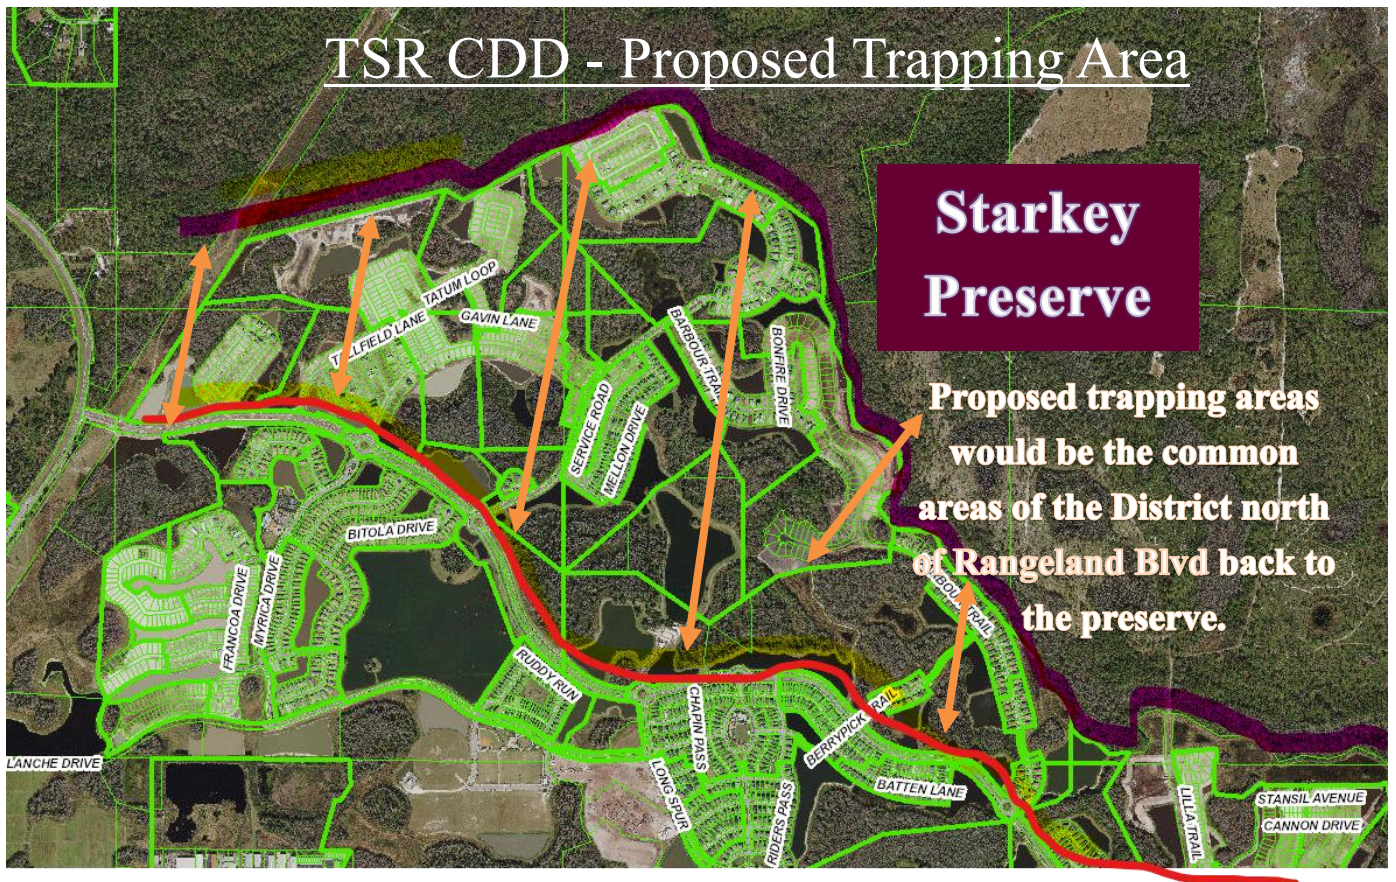 TSR CDD - Proposed Trapping Area
Starkey
Preserve
Proposed trapping areas
would be the common
areas of the District north
of Rangeland Blvd back to
the preserve.
TATUM LOOP
GAVIN LANE
LANE
BARBOUR TRAIL
BONFIRE DRIVE
SERVICE ROAD
MELLON DRIVE
BITOLA DRIVE
FRANCOA DRIVE
MYRICA DRIVE
RUDDY RUN
CHAPIN PASS
BERRYPICK TRAIL
BATTEN LANE
LONG SPUR
RIDERS PASS
TRAIL
LANCHE DRIVE
LILLA TRAIL
STANSIL AVENUE
CANNON DRIVE